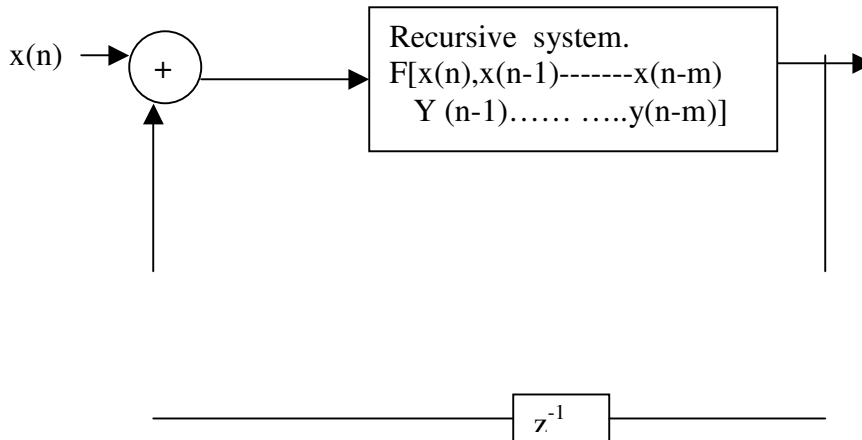 Recursive system.
x(n)
+
F[x(n),x(n-1)-------x(n-m)
Y (n-1)…… …..y(n-m)]
z-1